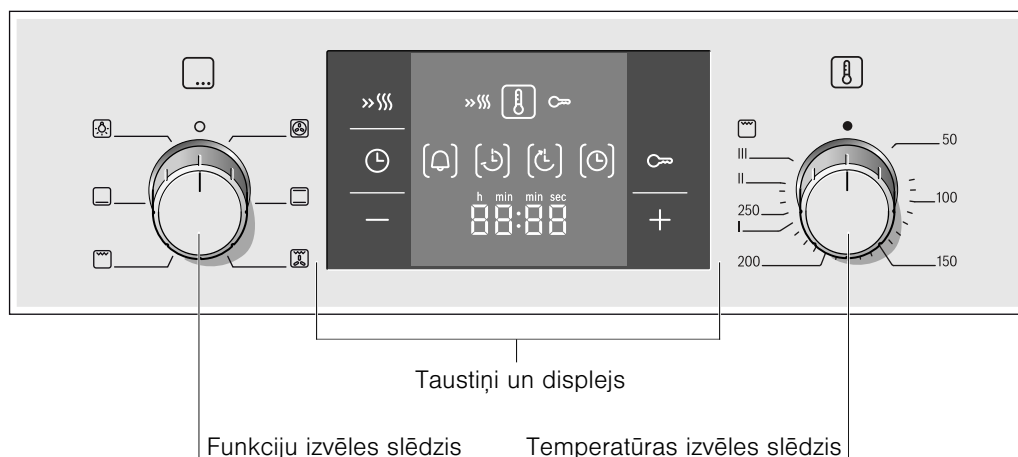 h min min sec
88:88
III
II
250
I
200
50
100
150
Taustiņi un displejs
Funkciju izvēles slēdzis
Temperatūras izvēles slēdzis